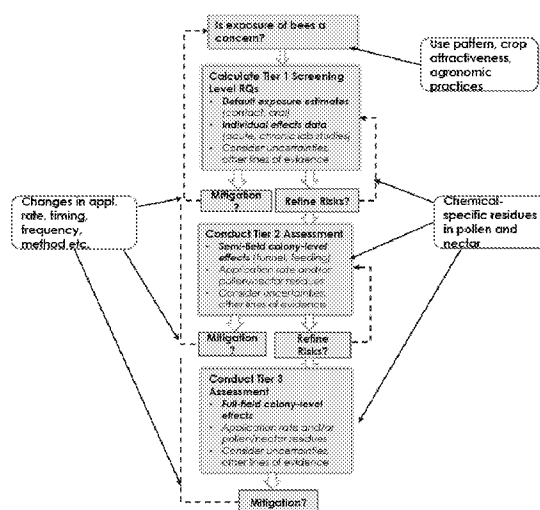 Is exposure of bees a
concern?
Use pattern, crop
attractiveness,
agronomic
practices
Calculate Tier 1 Screening
Level RQs
• Default exposure estimates
(contact, oral)
• Individual effects data
(acute, chronic lab studies)
• Consider uncertainties,
other lines of evidence
Mitigation
?
Refine Risks?
Changes in appl.
rate, timing,
frequency,
method etc.
Chemical-
specific residues
in pollen and
nectar
Conduct Tier 2 Assessment
• Semi-field colony-level
effects (tunnel, feeding)
• Application rate and/or
pollen/nectar residues
• Consider uncertainties,
other lines of evidence
Mitigation
?
Refine
Risks?
Conduct Tier 3
Assessment
• Full-field colony-level
effects
• Application rate and/or
pollen/nectar residues
• Consider uncertainties,
other lines of evidence
Mitigation?